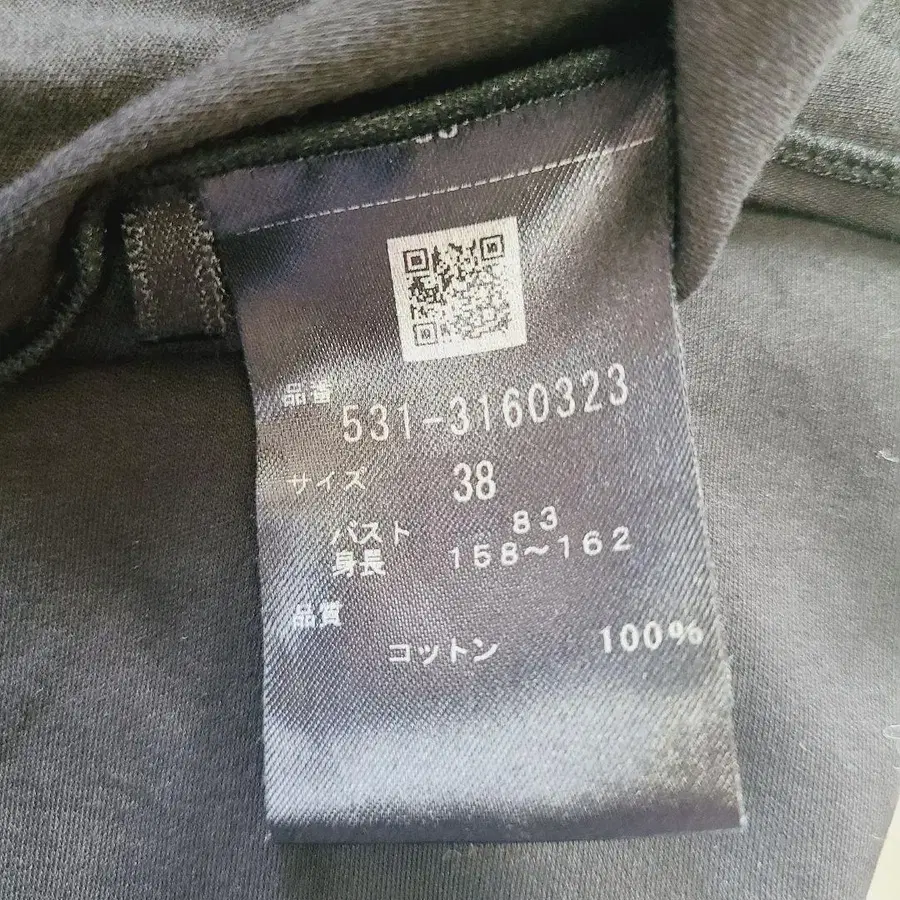 品番
531-3160323
サイズ 38
バスト 83
身長 158～162
品質
コットン 100%